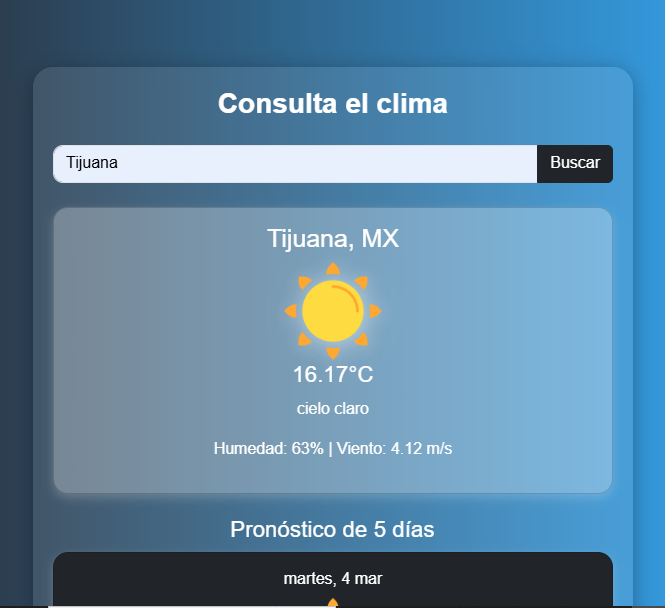 Consulta el clima
Tijuana
Buscar
Tijuana, MX
16.17°C
cielo claro
Humedad: 63% | Viento: 4.12 m/s
Pronóstico de 5 días
martes, 4 mar